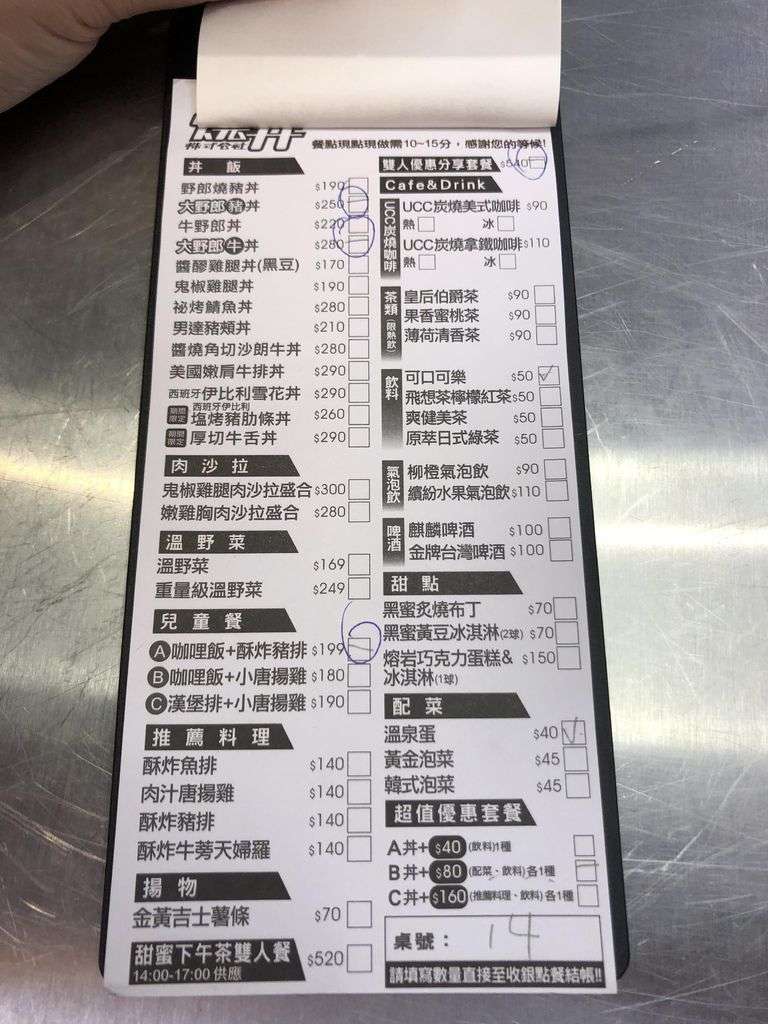 株式会社
餐點現點現做需10~15分，感謝您的等候!
丼飯
野郎燒豬丼 $190
大野郎豬丼 $250
牛野郎丼 $220
大野郎牛丼 $280
醬醪雞腿丼(黑豆) $170
鬼椒雞腿丼 $190
祕烤鯖魚丼 $280
男達豬頰丼 $210
醬燒角切沙朗牛丼 $280
美國嫩肩牛排丼 $290
西班牙伊比利雪花丼 $290
期間限定 西班牙伊比利
塩烤豬肋條丼 $260
期間限定 厚切牛舌丼 $290
肉沙拉
鬼椒雞腿肉沙拉盛合 $300
嫩雞胸肉沙拉盛合 $280
溫野菜
溫野菜 $169
重量級溫野菜 $249
兒童餐
A咖哩飯+酥炸豬排 $199
B咖哩飯+小唐揚雞 $180
C漢堡排+小唐揚雞 $190
推薦料理
酥炸魚排 $140
肉汁唐揚雞 $140
酥炸豬排 $140
酥炸牛蒡天婦羅 $140
揚物
金黃吉士薯條 $70
甜蜜下午茶雙人餐 $520
14:00-17:00 供應
雙人優惠分享套餐 $540
Cafe&Drink
UCC炭燒咖啡
UCC炭燒美式咖啡 $90
熱 冰
UCC炭燒拿鐵咖啡 $110
熱 冰
茶類(限熱飲)
皇后伯爵茶 $90
果香蜜桃茶 $90
薄荷清香茶 $90
飲料
可口可樂 $50
飛想茶檸檬紅茶 $50
爽健美茶 $50
原萃日式綠茶 $50
氣泡飲
柳橙氣泡飲 $90
繽紛水果氣泡飲 $110
啤酒
麒麟啤酒 $100
金牌台灣啤酒 $100
甜點
黑蜜炙燒布丁 $70
黑蜜黃豆冰淇淋(2球) $70
熔岩巧克力蛋糕& $150
冰淇淋(1球)
配菜
溫泉蛋 $40
黃金泡菜 $45
韓式泡菜 $45
超值優惠套餐
A丼+$40(飲料)1種
B丼+$80(配菜、飲料)各1種
C丼+$160(推薦料理、飲料)各1種
桌號： 14
請填寫數量直接至收銀點餐結帳!!